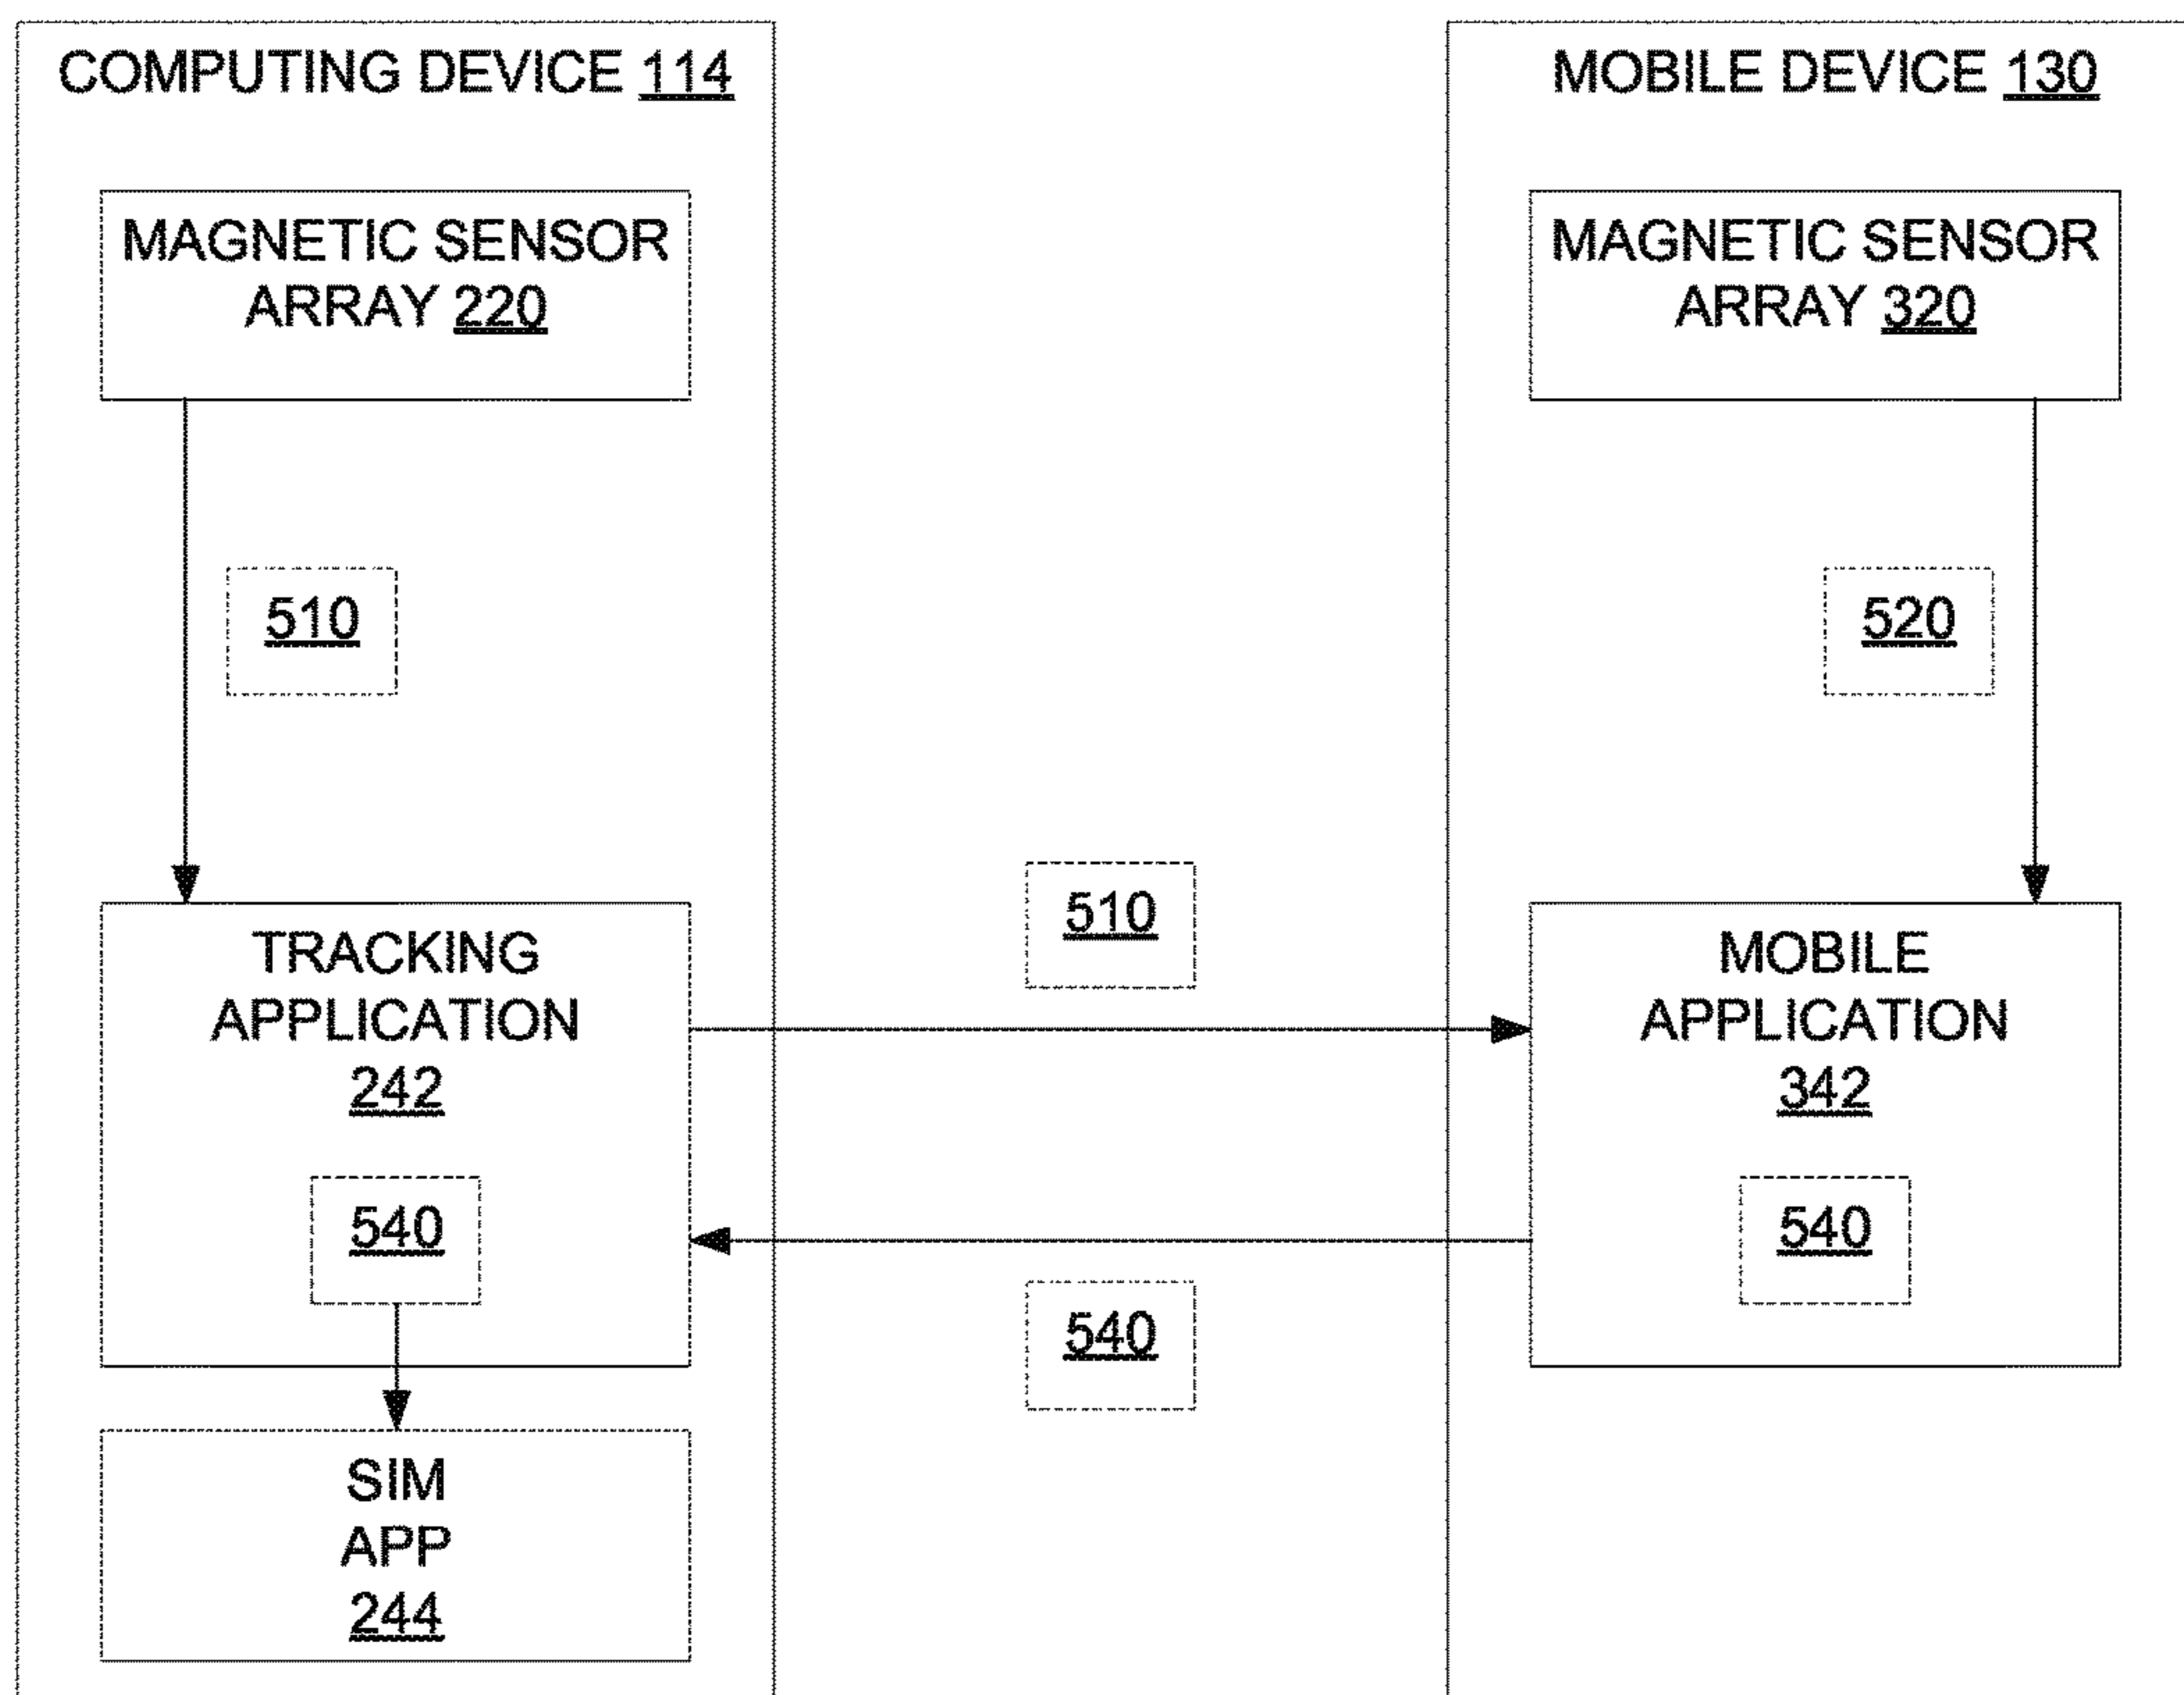 COMPUTING DEVICE 114
MAGNETIC SENSOR
ARRAY 220
510
TRACKING
APPLICATION
242
540
SIM
APP
244
510
540
MOBILE DEVICE 130
MAGNETIC SENSOR
ARRAY 320
520
MOBILE
APPLICATION
342
540